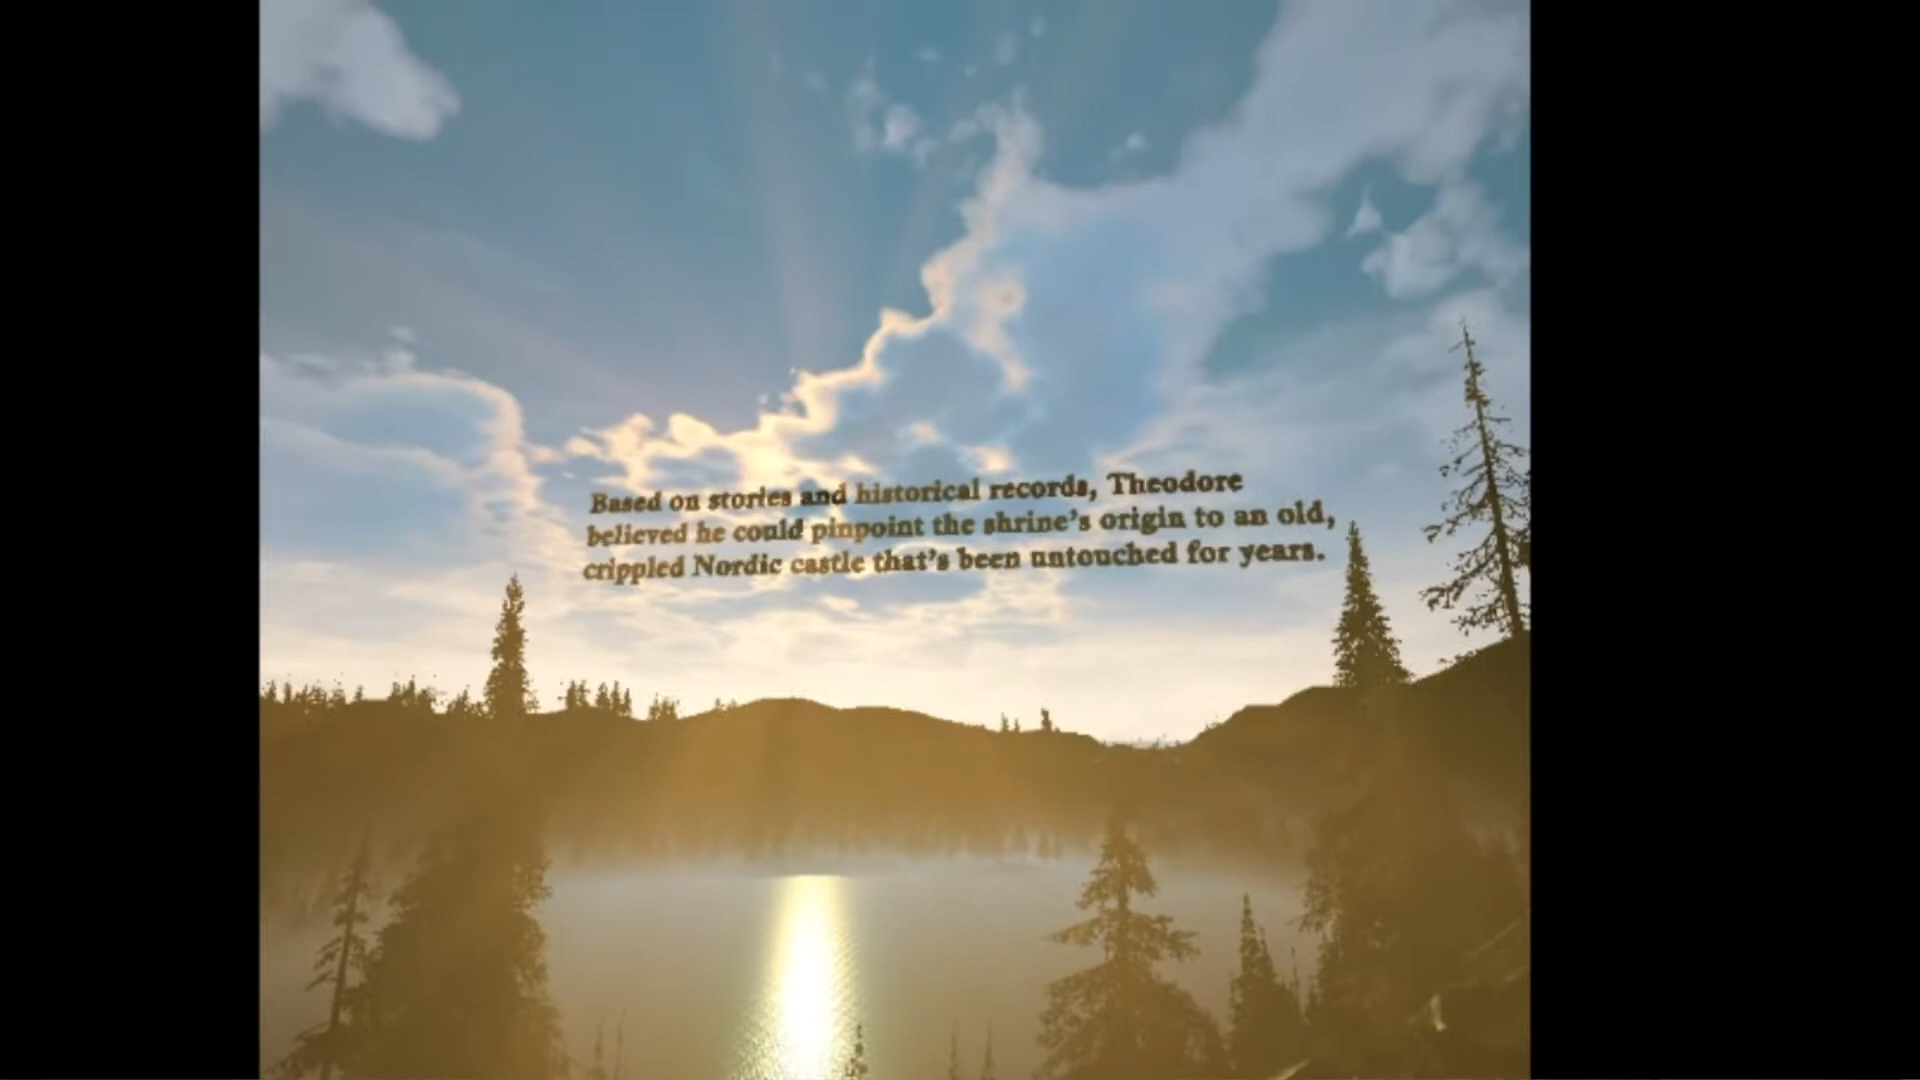 Based on stories and historical records, Theodore
believed he could pinpoint the shrine's origin to an old,
crippled Nordic castle that's been untouched for years.